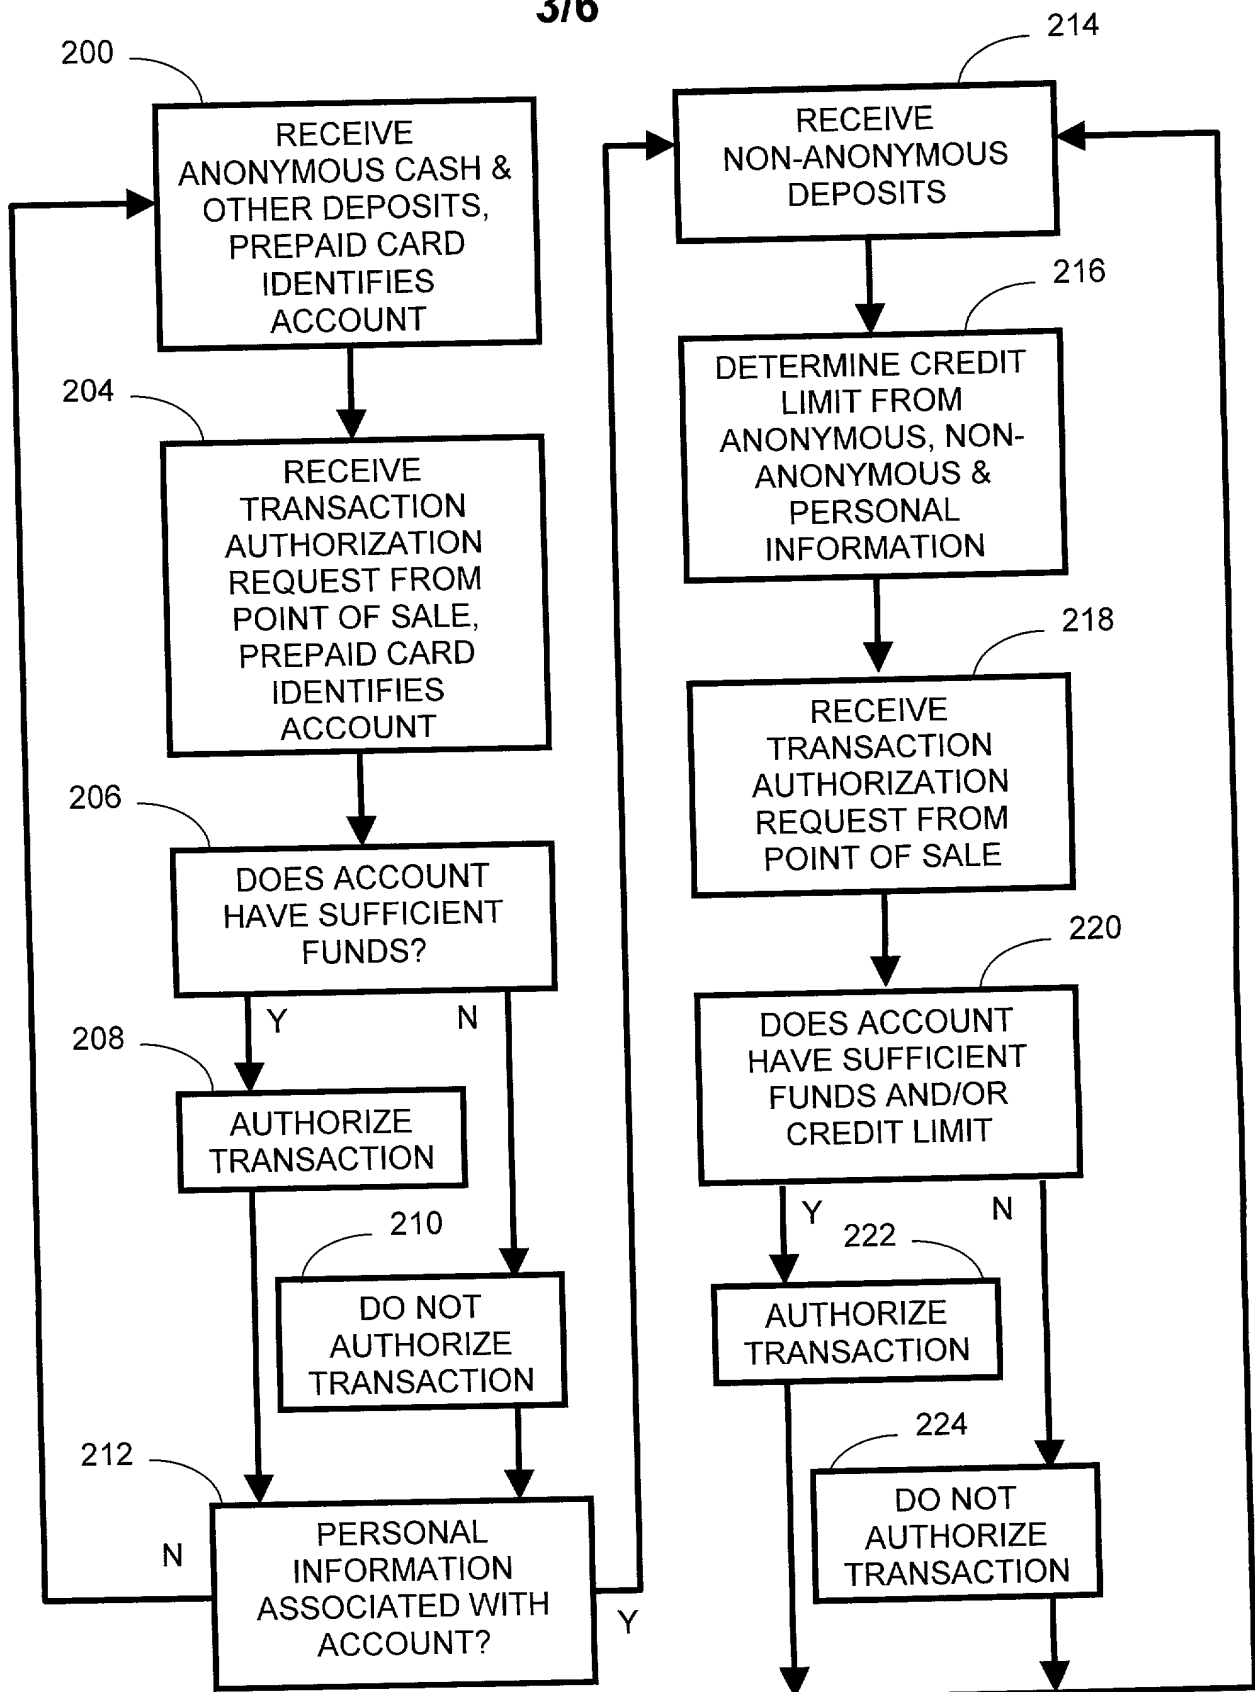 3/6
200
RECEIVE
ANONYMOUS CASH &
OTHER DEPOSITS,
PREPAID CARD
IDENTIFIES
ACCOUNT
204
RECEIVE
TRANSACTION
AUTHORIZATION
REQUEST FROM
POINT OF SALE,
PREPAID CARD
IDENTIFIES
ACCOUNT
206
DOES ACCOUNT
HAVE SUFFICIENT
FUNDS?
Y
N
208
AUTHORIZE
TRANSACTION
210
DO NOT
AUTHORIZE
TRANSACTION
212
PERSONAL
INFORMATION
ASSOCIATED WITH
ACCOUNT?
N
Y
214
RECEIVE
NON-ANONYMOUS
DEPOSITS
216
DETERMINE CREDIT
LIMIT FROM
ANONYMOUS, NON-
ANONYMOUS &
PERSONAL
INFORMATION
218
RECEIVE
TRANSACTION
AUTHORIZATION
REQUEST FROM
POINT OF SALE
220
DOES ACCOUNT
HAVE SUFFICIENT
FUNDS AND/OR
CREDIT LIMIT
Y
N
222
AUTHORIZE
TRANSACTION
224
DO NOT
AUTHORIZE
TRANSACTION